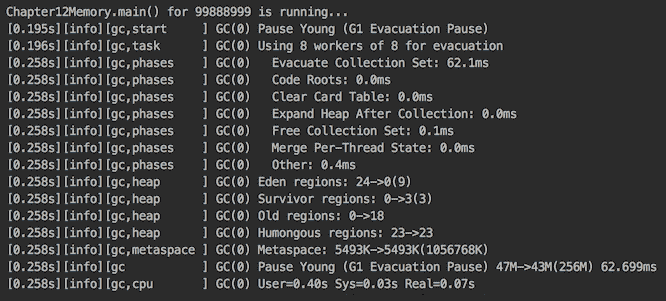 Chapter12Memory.main() for 99888999 is running...
[0.195s][info][gc,start     ] GC(0) Pause Young (G1 Evacuation Pause)
[0.196s][info][gc,task      ] GC(0) Using 8 workers of 8 for evacuation
[0.258s][info][gc,phases    ] GC(0)   Evacuate Collection Set: 62.1ms
[0.258s][info][gc,phases    ] GC(0)   Code Roots: 0.0ms
[0.258s][info][gc,phases    ] GC(0)   Clear Card Table: 0.0ms
[0.258s][info][gc,phases    ] GC(0)   Expand Heap After Collection: 0.0ms
[0.258s][info][gc,phases    ] GC(0)   Free Collection Set: 0.1ms
[0.258s][info][gc,phases    ] GC(0)   Merge Per-Thread State: 0.0ms
[0.258s][info][gc,phases    ] GC(0)   Other: 0.4ms
[0.258s][info][gc,heap      ] GC(0) Eden regions: 24->0(9)
[0.258s][info][gc,heap      ] GC(0) Survivor regions: 0->3(3)
[0.258s][info][gc,heap      ] GC(0) Old regions: 0->18
[0.258s][info][gc,heap      ] GC(0) Humongous regions: 23->23
[0.258s][info][gc,metaspace ] GC(0) Metaspace: 5493K->5493K(1056768K)
[0.258s][info][gc           ] GC(0) Pause Young (G1 Evacuation Pause) 47M->43M(256M) 62.699ms
[0.258s][info][gc,cpu       ] GC(0) User=0.40s Sys=0.03s Real=0.07s